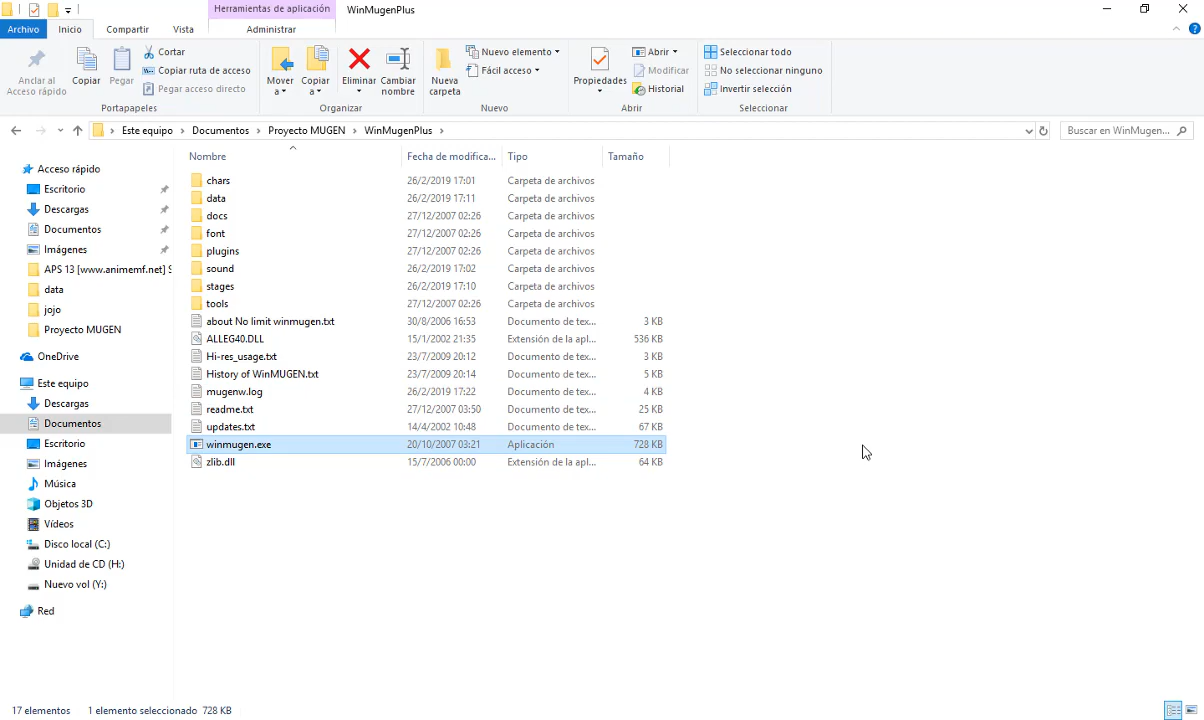 Herramientas de aplicación
WinMugenPlus
Archivo
Inicio
Compartir
Vista
Administrar
Anclar al
Acceso rápido
Copiar
Pegar
Cortar
Copiar ruta de acceso
Pegar acceso directo
Portapapeles
Mover
a
Copiar
a
Eliminar
Cambiar
nombre
Organizar
Nueva
carpeta
Nuevo elemento
Fácil acceso
Nuevo
Propiedades
Abrir
Modificar
Historial
Abrir
Seleccionar todo
No seleccionar ninguno
Invertir selección
Seleccionar
Este equipo
Documentos
Proyecto MUGEN
WinMugenPlus
Buscar en WinMugen...
Acceso rápido
Escritorio
Descargas
Documentos
Imágenes
APS 13 [www.animemf.net] S
data
jojo
Proyecto MUGEN
OneDrive
Este equipo
Descargas
Documentos
Escritorio
Imágenes
Música
Objetos 3D
Vídeos
Disco local (C:)
Unidad de CD (H:)
Nuevo vol (Y:)
Red
Nombre Fecha de modifica... Tipo Tamaño
chars 26/2/2019 17:01 Carpeta de archivos
data 26/2/2019 17:11 Carpeta de archivos
docs 27/12/2007 02:26 Carpeta de archivos
font 27/12/2007 02:26 Carpeta de archivos
plugins 27/12/2007 02:26 Carpeta de archivos
sound 26/2/2019 17:02 Carpeta de archivos
stages 26/2/2019 17:10 Carpeta de archivos
tools 27/12/2007 02:26 Carpeta de archivos
about No limit winmugen.txt 30/8/2006 16:53 Documento de tex... 3 KB
ALLEG40.DLL 15/1/2002 21:35 Extensión de la apl... 536 KB
Hi-res_usage.txt 23/7/2009 20:12 Documento de tex... 3 KB
History of WinMUGEN.txt 23/7/2009 20:14 Documento de tex... 5 KB
mugenw.log 26/2/2019 17:22 Documento de tex... 4 KB
readme.txt 27/12/2007 03:50 Documento de tex... 25 KB
updates.txt 14/4/2002 10:48 Documento de tex... 67 KB
winmugen.exe 20/10/2007 03:21 Aplicación 728 KB
zlib.dll 15/7/2006 00:00 Extensión de la apl... 64 KB
17 elementos 1 elemento seleccionado 728 KB